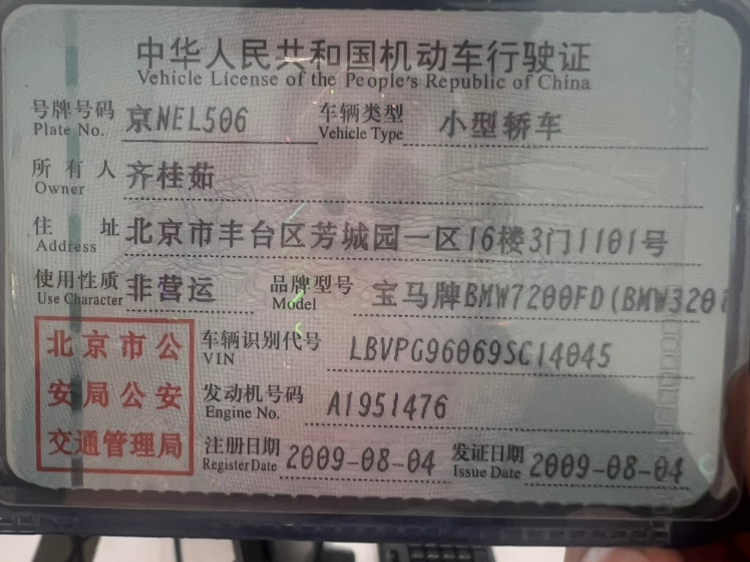 中华人民共和国机动车行驶证
Vehicle License of the People's Republic of China
号牌号码 京NEL506 车辆类型 小型轿车
Plate No. Vehicle Type
所有人 齐桂茹
Owner
住址 北京市丰台区芳城园一区16楼3门1101号
Address
使用性质 非营运 品牌型号 宝马牌BMW7200FD(BMW320i
Use Character Model
北京市公安局公安交通管理局
车辆识别代号 LBVPG96069SC14045
VIN
发动机号码 A1951476
Engine No.
注册日期 2009-08-04 发证日期 2009-08-04
Register Date Issue Date